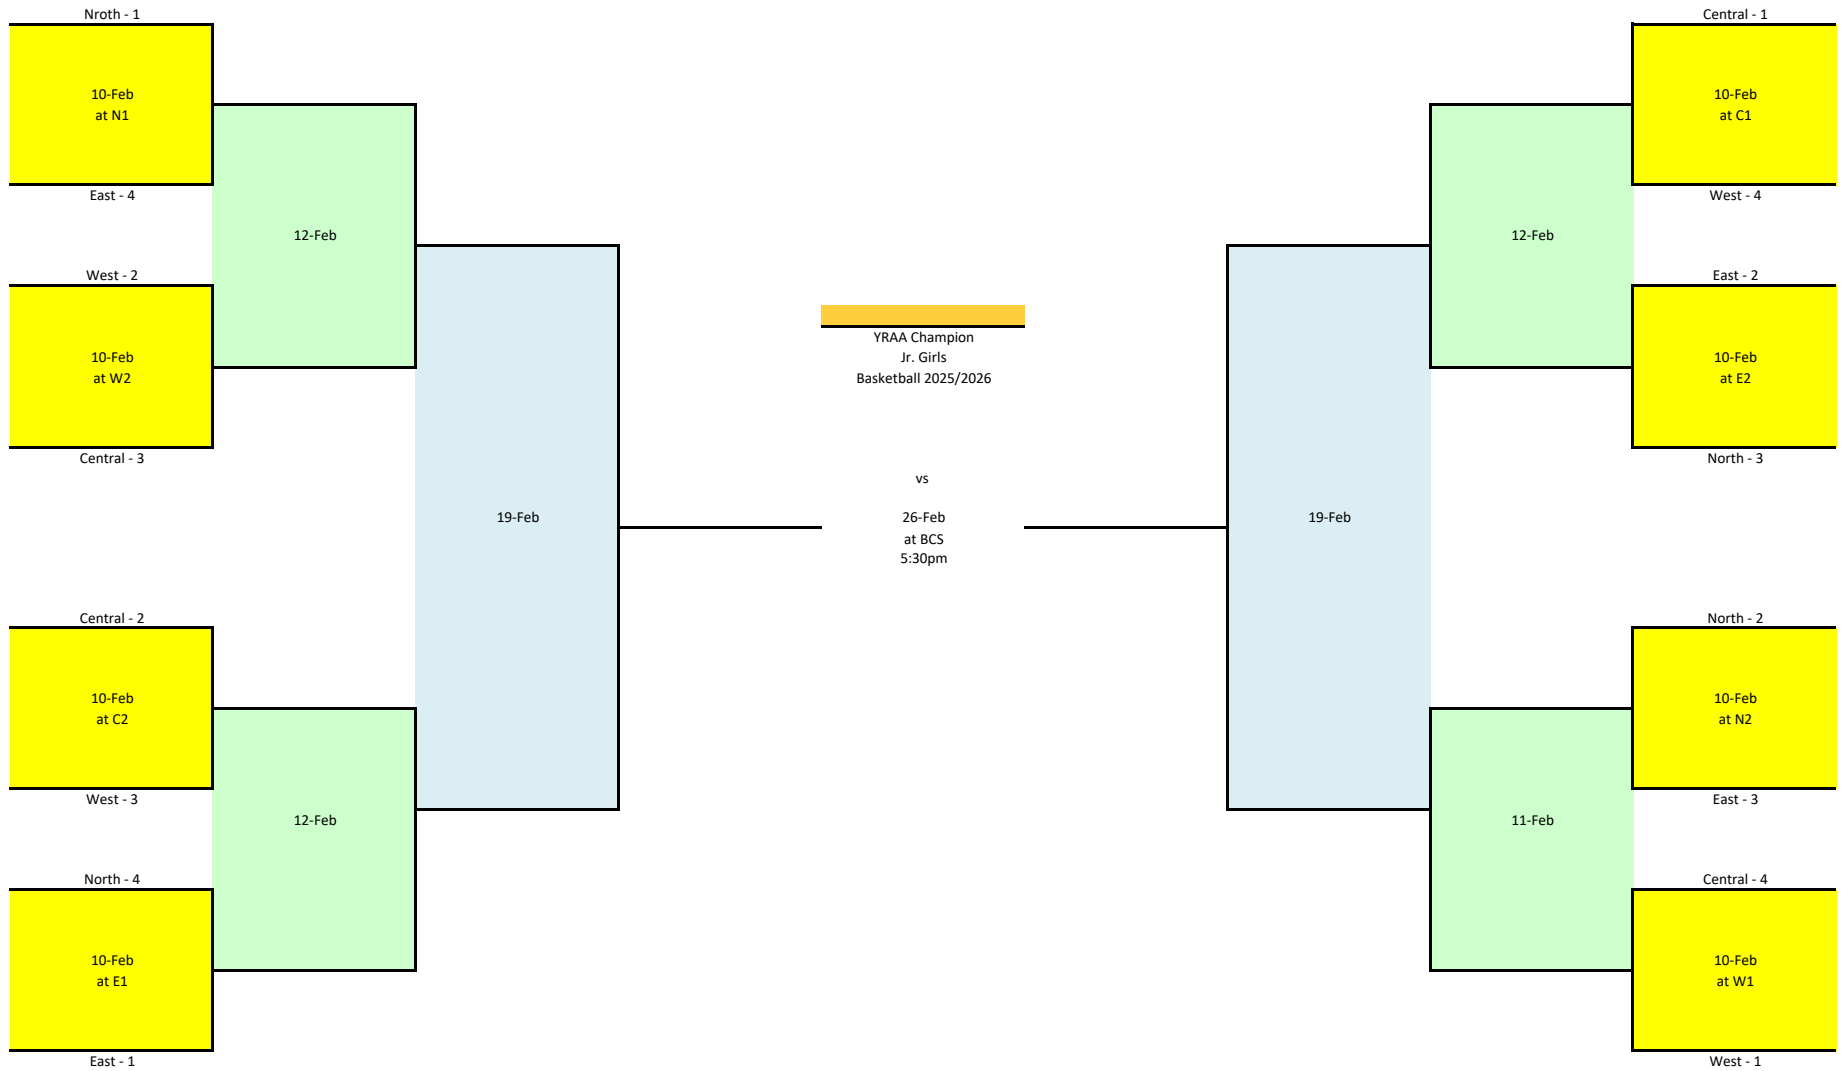 Nroth - 1
10-Feb
at N1
East - 4
12-Feb
West - 2
10-Feb
at W2
Central - 3
19-Feb
Central - 2
10-Feb
at C2
West - 3
12-Feb
North - 4
10-Feb
at E1
East - 1
YRAA Champion
Jr. Girls
Basketball 2025/2026
vs
26-Feb
at BCS
5:30pm
Central - 1
10-Feb
at C1
West - 4
12-Feb
East - 2
10-Feb
at E2
North - 3
19-Feb
North - 2
10-Feb
at N2
East - 3
11-Feb
Central - 4
10-Feb
at W1
West - 1